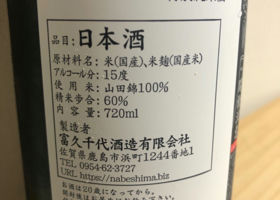 品目：日本酒
原材料名：米(国産)、米麹(国産米)
アルコール分：15度
使用米：山田錦100％
精米歩合：60％
内容量：720ml
製造者
富久千代酒造有限会社
佐賀県鹿島市浜町1244番地1
TEL 0954-62-3727
URL https://nabeshima.biz
お酒は20歳になってから。